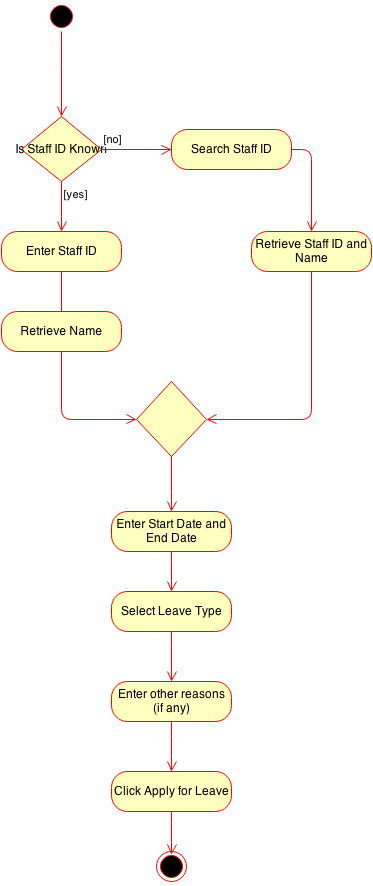 Is Staff ID Known
[no]
Search Staff ID
[yes]
Enter Staff ID
Retrieve Staff ID and
Name
Retrieve Name
Enter Start Date and
End Date
Select Leave Type
Enter other reasons
(if any)
Click Apply for Leave